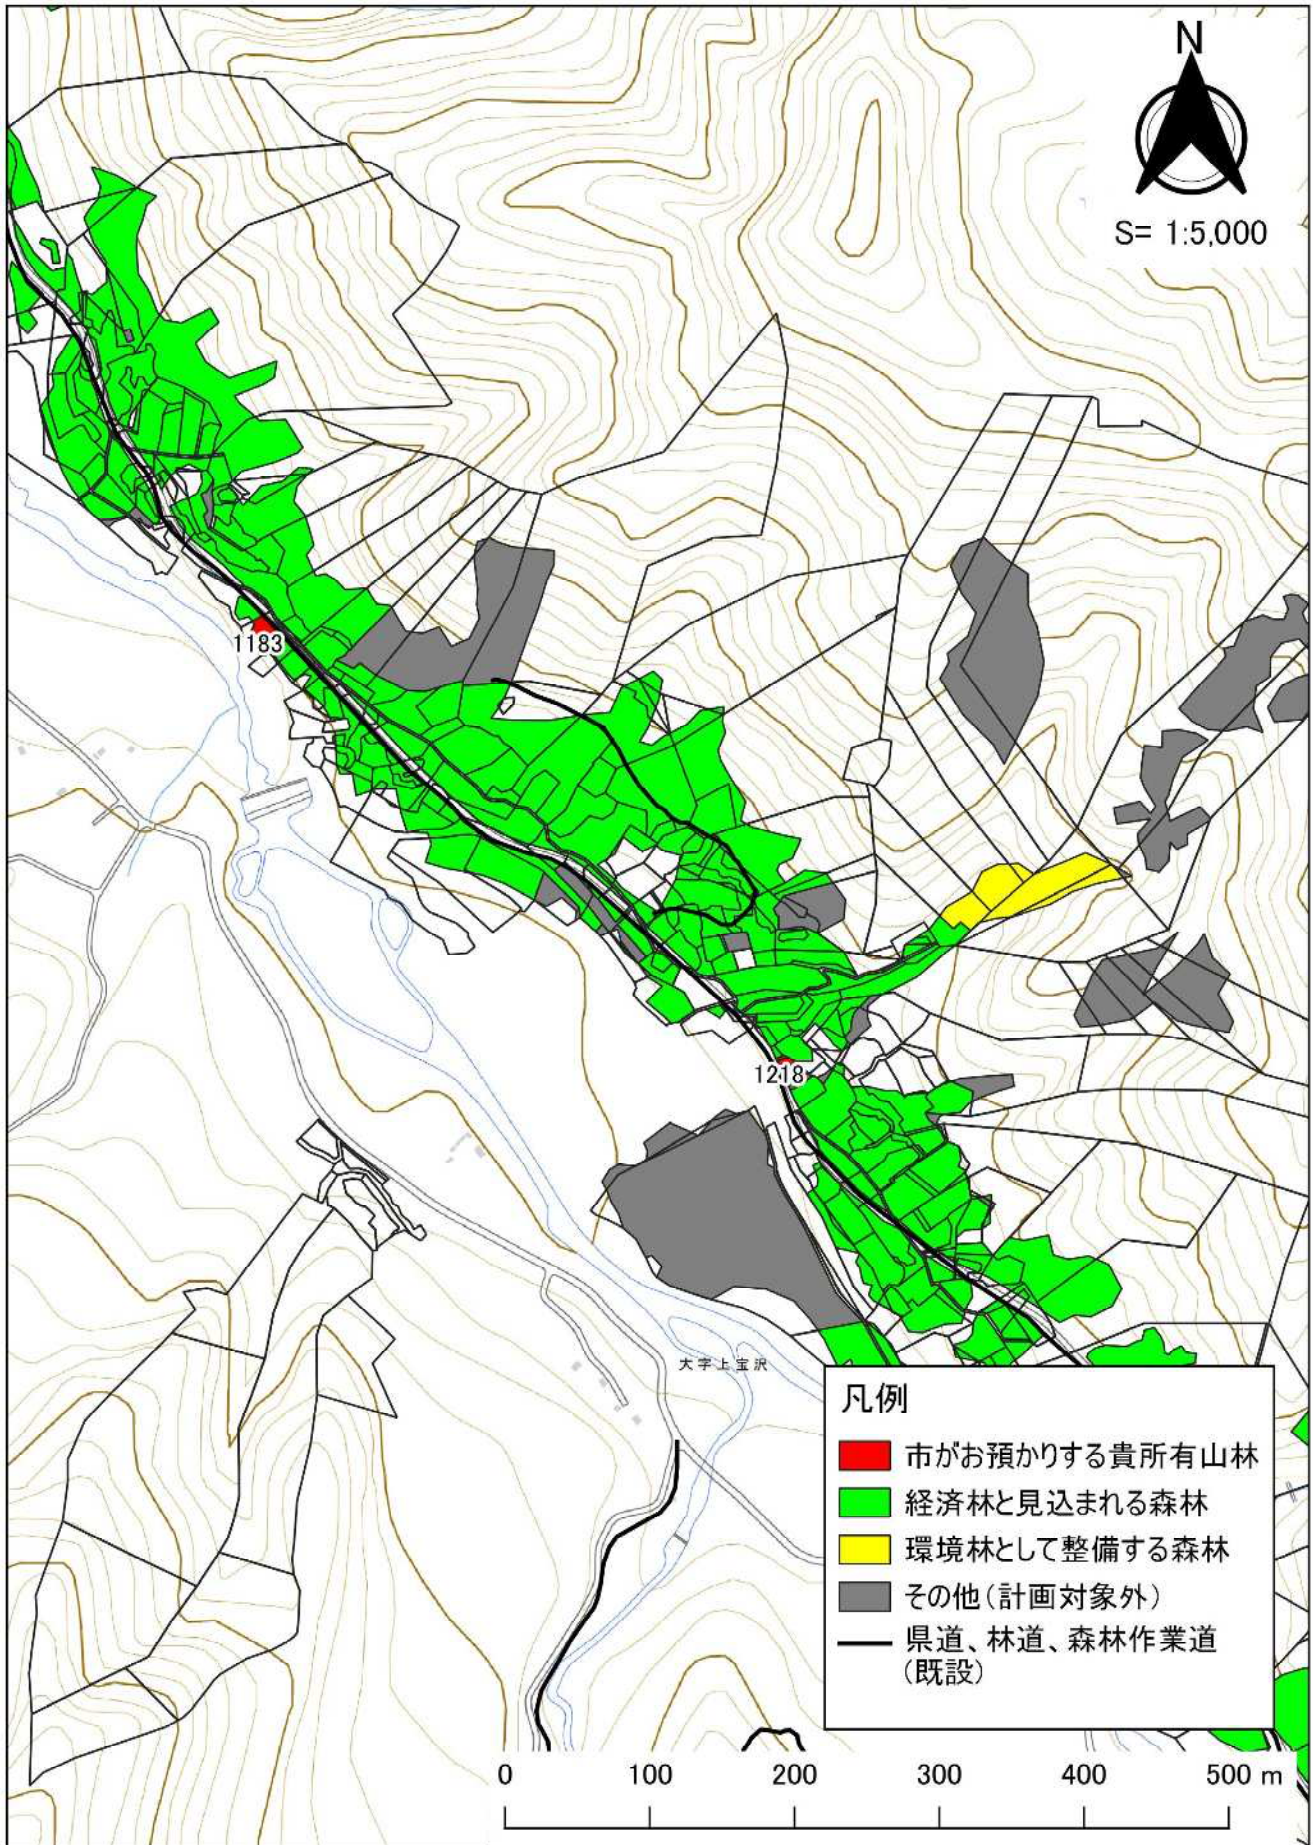 N
S= 1:5,000
1183
1218
大字上宝沢
凡例
市がお預かりする貴所有山林
経済林と見込まれる森林
環境林として整備する森林
その他(計画対象外)
県道、林道、森林作業道
(既設)
0 100 200 300 400 500 m